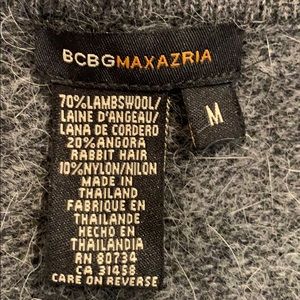 BCBGMAXAZRIA
70%LAMBSWOOL/
LAINE D'ANGEAU/
LANA DE CORDERO
20%ANGORA
RABBIT HAIR
10%NYLON/NILON
MADE IN
THAILAND
FABRIQUE EN
THAILANDE
HECHO EN
THAILANDIA
RN 80734
CA 31458
CARE ON REVERSE
M